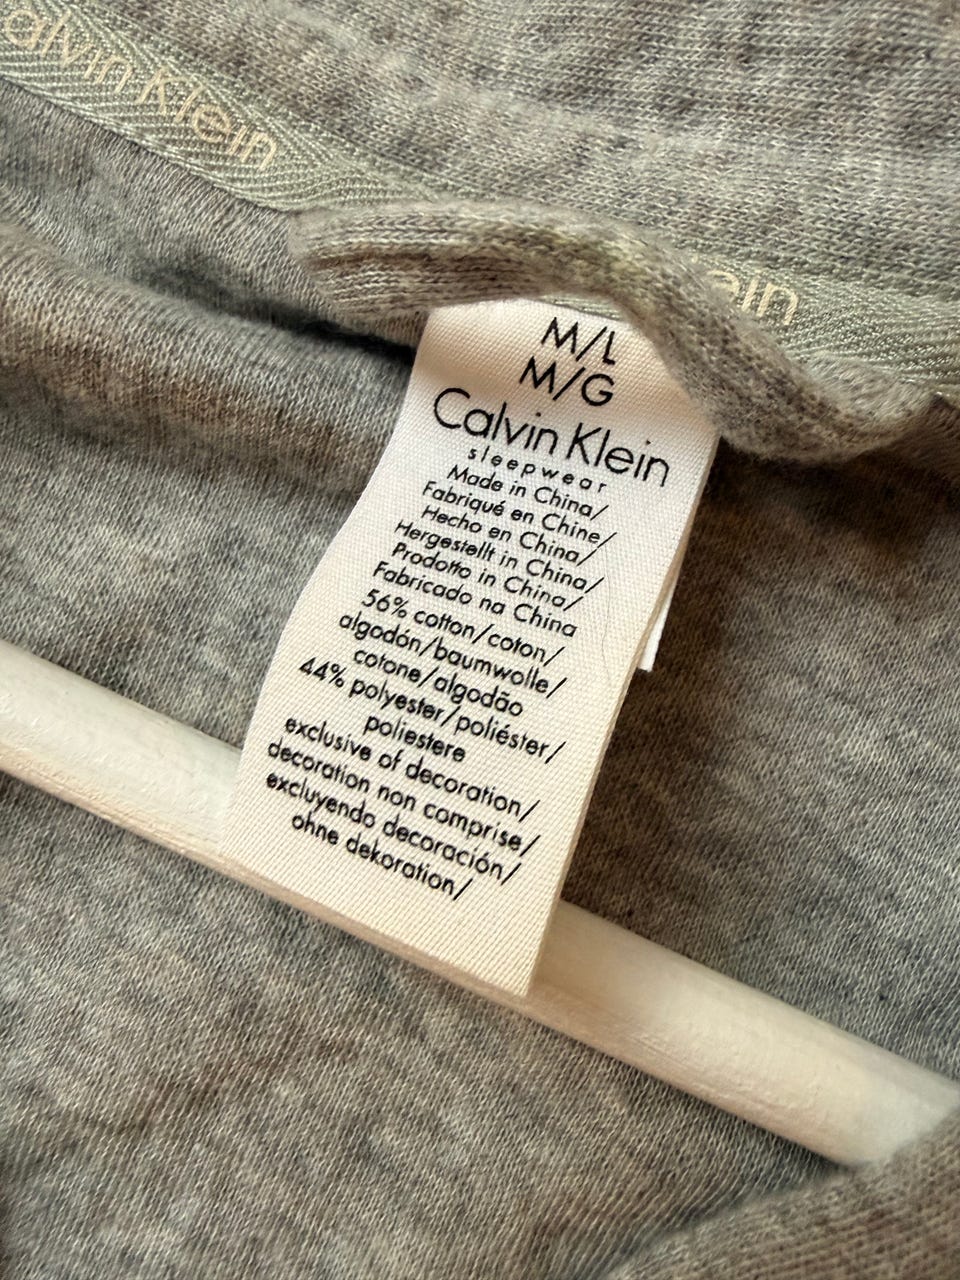 alvin Klein
ein
M/L
M/G
Calvin Klein
sleepwear
Made in China/
Fabriqué en Chine/
Hecho en China/
Hergestellt in China/
Prodotto in China/
Fabricado na China
56% cotton/coton/
algodón/baumwolle/
cotone/algodão
44% polyester/poliéster/
poliestere
exclusive of decoration/
decoration non comprise/
excluyendo decoración/
ohne dekoration/